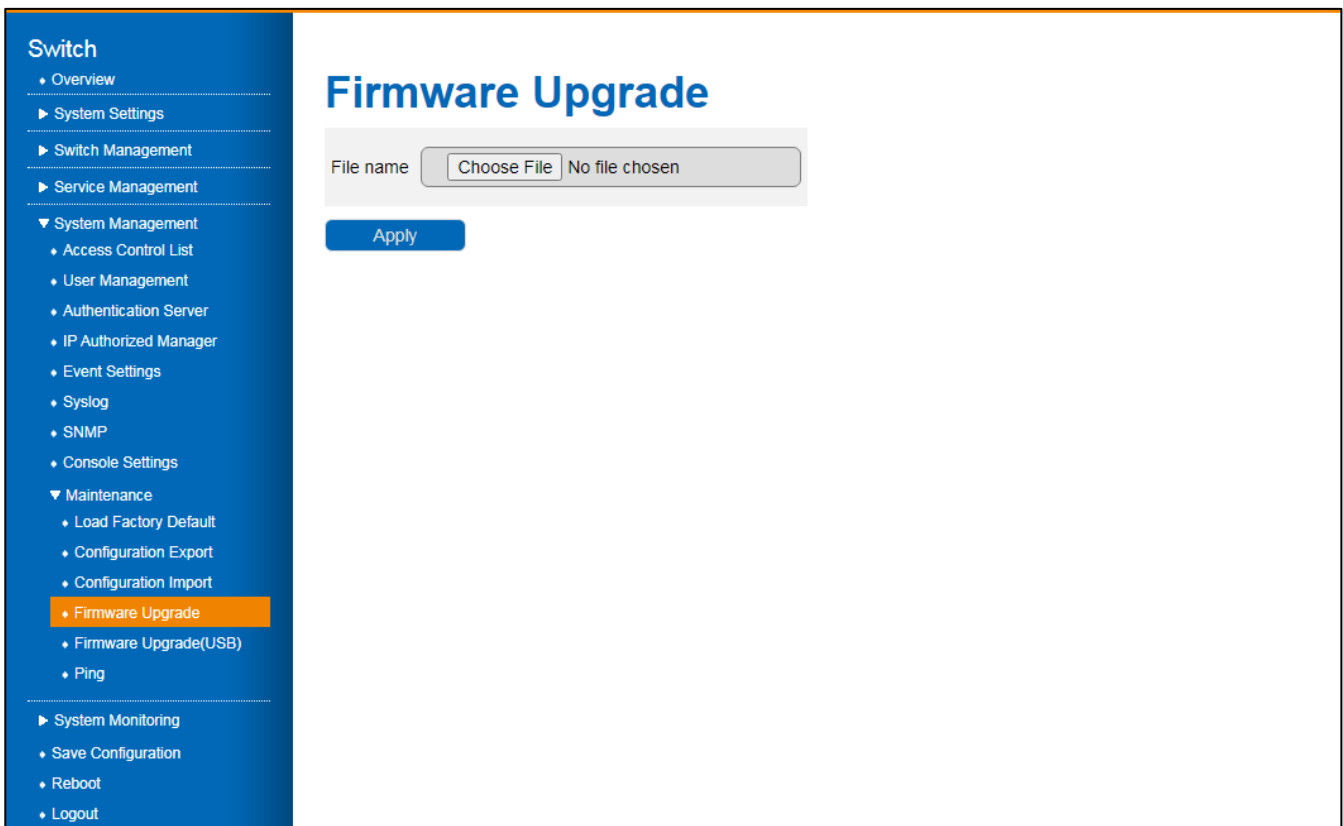 Switch
Overview
System Settings
Switch Management
Service Management
System Management
Access Control List
User Management
Authentication Server
IP Authorized Manager
Event Settings
Syslog
SNMP
Console Settings
Maintenance
Load Factory Default
Configuration Export
Configuration Import
Firmware Upgrade
Firmware Upgrade(USB)
Ping
System Monitoring
Save Configuration
Reboot
Logout
Firmware Upgrade
File name Choose File No file chosen
Apply